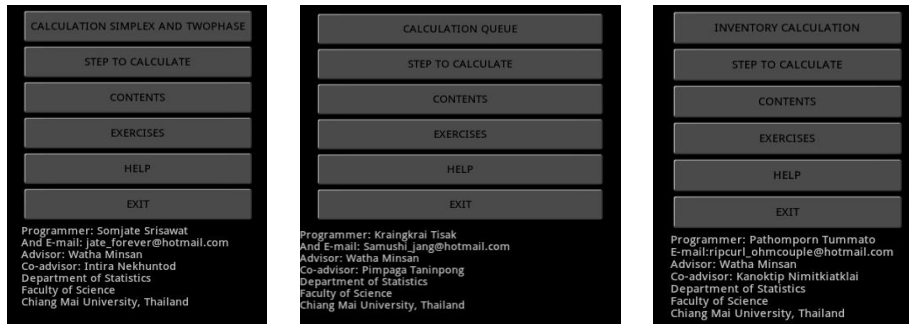 CALCULATION SIMPLEX AND TWOPHASE
STEP TO CALCULATE
CONTENTS
EXERCISES
HELP
EXIT
Programmer: Somjate Srisawat
And E-mail: jate_forever@hotmail.com
Advisor: Watha Minsan
Co-advisor: Intira Nekhuntod
Department of Statistics
Faculty of Science
Chiang Mai University, Thailand
CALCULATION QUEUE
STEP TO CALCULATE
CONTENTS
EXERCISES
HELP
EXIT
Programmer: Kraingkrai Tisak
And E-mail: Samushi_jang@hotmail.com
Advisor: Watha Minsan
Co-advisor: Pimpaga Taninpong
Department of Statistics
Faculty of Science
Chiang Mai University, Thailand
INVENTORY CALCULATION
STEP TO CALCULATE
CONTENTS
EXERCISES
HELP
EXIT
Programmer: Pathomporn Tummato
E-mail:ripcurl_ohmcouple@hotmail.com
Advisor: Watha Minsan
Co-advisor: Kanoktip Nimitkiatklai
Department of Statistics
Faculty of Science
Chiang Mai University, Thailand